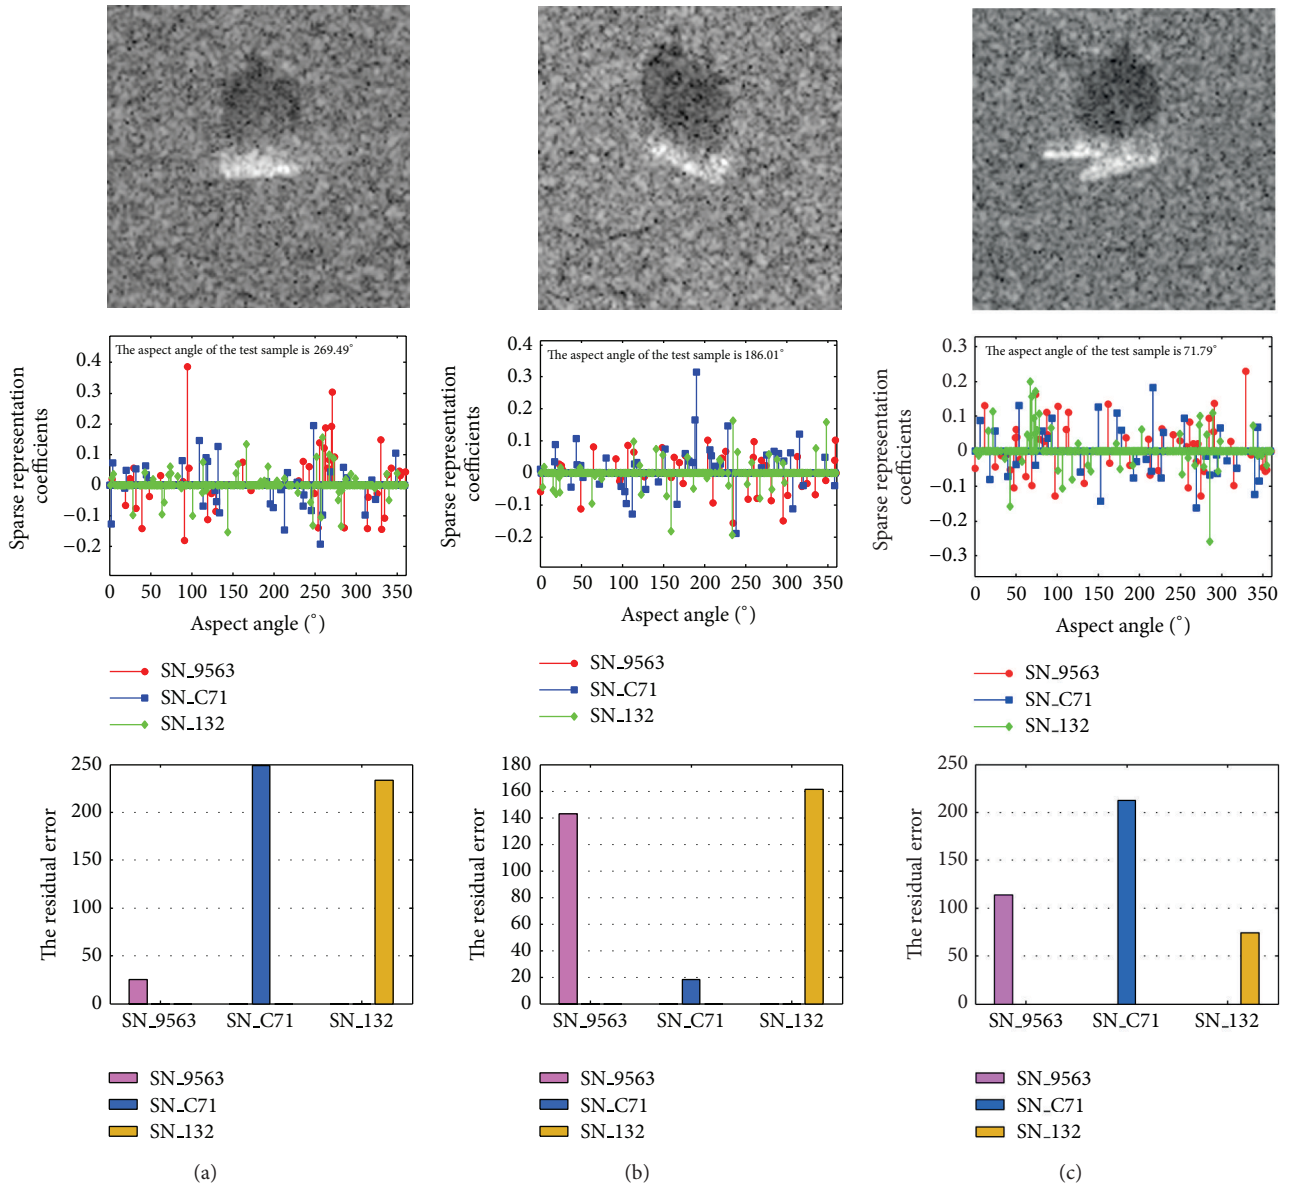 The aspect angle of the test sample is 269.49°
0.4
0.3
0.2
0.1
0
−0.1
−0.2
0 50 100 150 200 250 300 350
Sparse representation
coefficients
Aspect angle (°)
SN_9563
SN_C71
SN_132
250
200
150
100
50
0
The residual error
SN_9563 SN_C71 SN_132
SN_9563
SN_C71
SN_132
(a)
The aspect angle of the test sample is 186.01°
0.4
0.3
0.2
0.1
0
−0.1
−0.2
0 50 100 150 200 250 300 350
Sparse representation
coefficients
Aspect angle (°)
SN_9563
SN_C71
SN_132
180
160
140
120
100
80
60
40
20
0
The residual error
SN_9563 SN_C71 SN_132
SN_9563
SN_C71
SN_132
(b)
The aspect angle of the test sample is 71.79°
0.3
0.2
0.1
0
−0.1
−0.2
−0.3
0 50 100 150 200 250 300 350
Sparse representation
coefficients
Aspect angle (°)
SN_9563
SN_C71
SN_132
250
200
150
100
50
0
The residual error
SN_9563 SN_C71 SN_132
SN_9563
SN_C71
SN_132
(c)